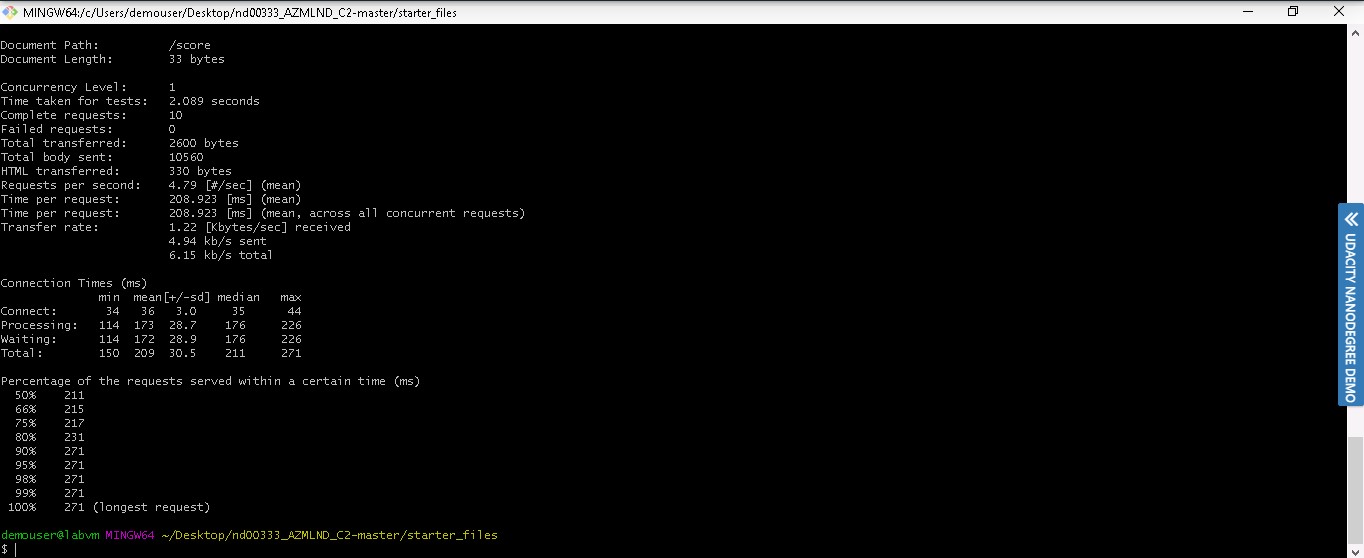 MINGW64:/c/Users/demouser/Desktop/nd00333_AZMLND_C2-master/starter_files
Document Path:          /score
Document Length:        33 bytes
Concurrency Level:      1
Time taken for tests:   2.089 seconds
Complete requests:      10
Failed requests:        0
Total transferred:      2600 bytes
Total body sent:        10560
HTML transferred:       330 bytes
Requests per second:    4.79 [#/sec] (mean)
Time per request:       208.923 [ms] (mean)
Time per request:       208.923 [ms] (mean, across all concurrent requests)
Transfer rate:          1.22 [Kbytes/sec] received
                        4.94 kb/s sent
                        6.15 kb/s total
Connection Times (ms)
              min  mean[+/-sd] median   max
Connect:       34   36   3.0     35      44
Processing:   114  173  28.7    176     226
Waiting:      114  172  28.9    176     226
Total:        150  209  30.5    211     271
Percentage of the requests served within a certain time (ms)
  50%    211
  66%    215
  75%    217
  80%    231
  90%    271
  95%    271
  98%    271
  99%    271
 100%    271 (longest request)
demouser@labvm MINGW64 ~/Desktop/nd00333_AZMLND_C2-master/starter_files
$
UDACITY NANODEGREE DEMO